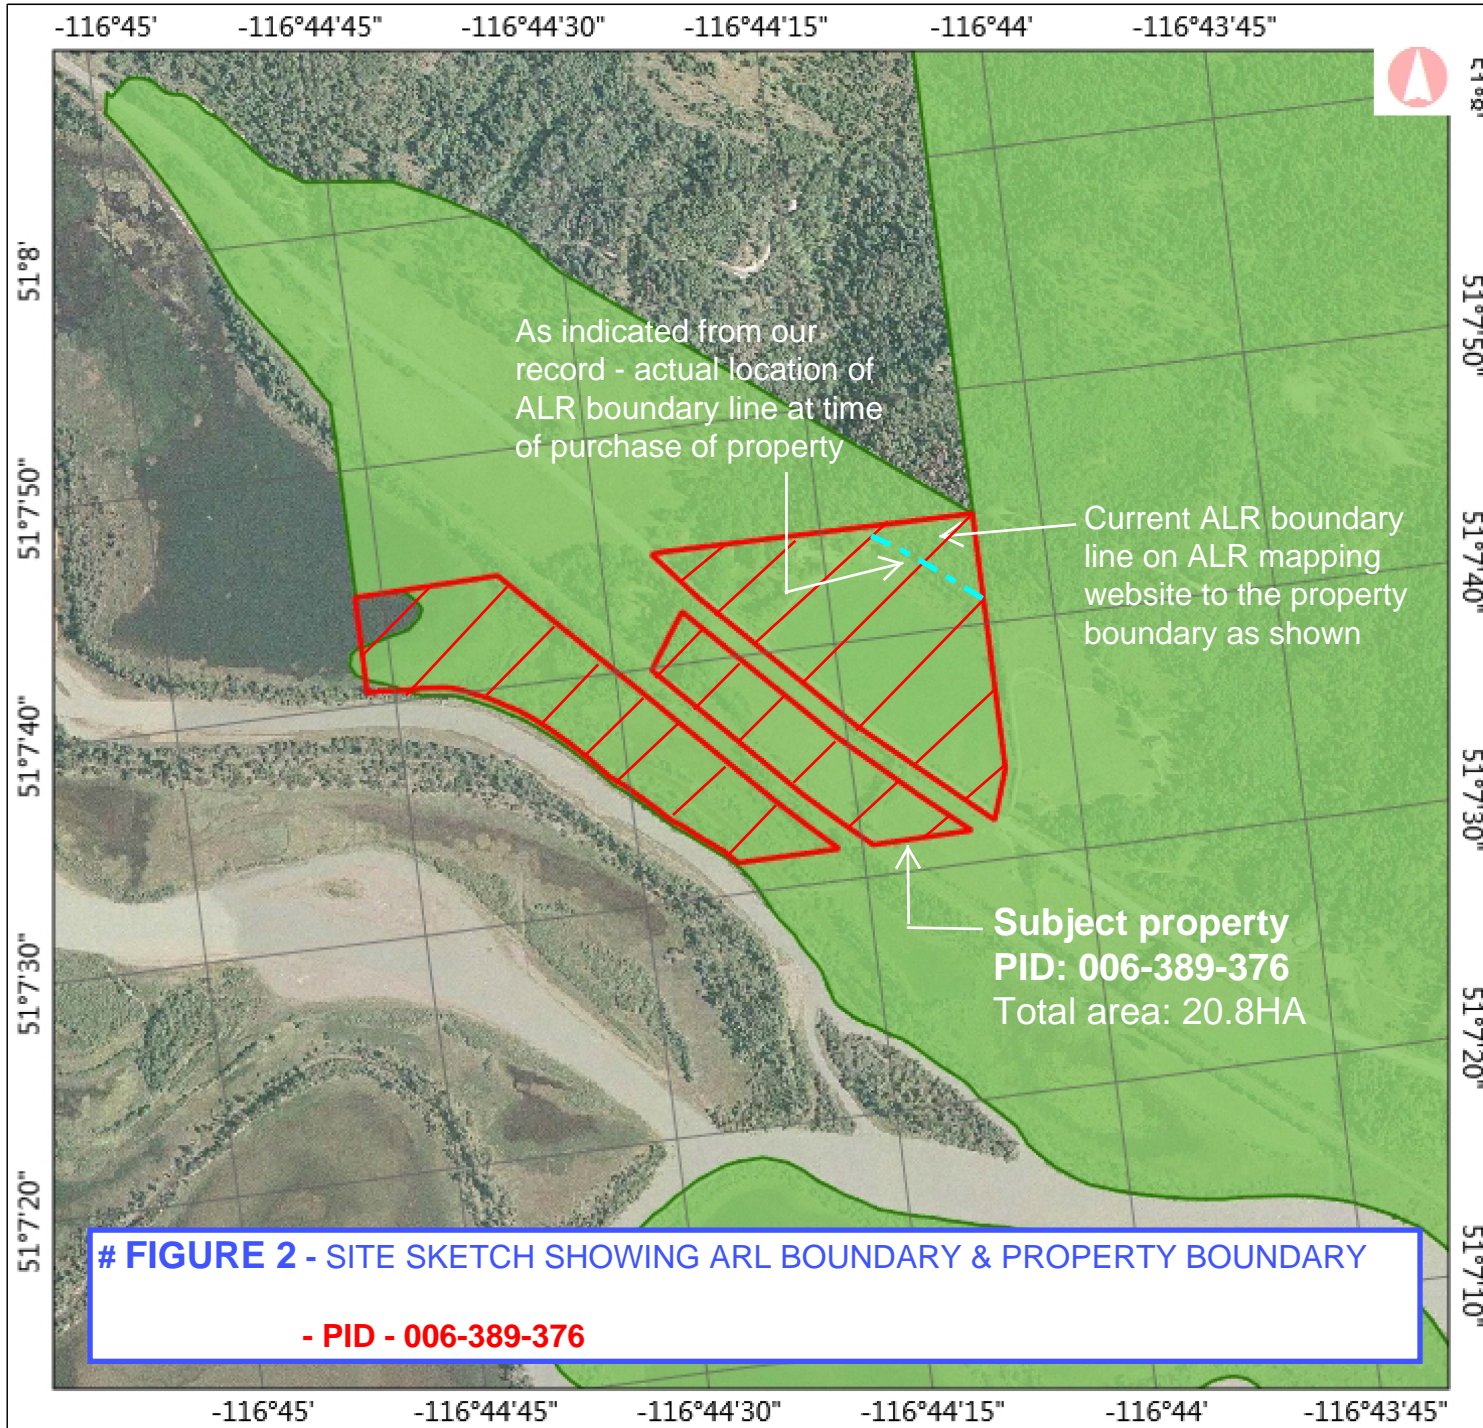 -116°45' -116°44'45" -116°44'30" -116°44'15" -116°44' -116°43'45"
51°8'
51°8'
51°7'50"
As indicated from our
record - actual location of
ALR boundary line at time
of purchase of property
51°7'50"
Current ALR boundary
line on ALR mapping
website to the property
boundary as shown
51°7'40"
51°7'40"
51°7'30"
Subject property
PID: 006-389-376
Total area: 20.8HA
51°7'30"
51°7'20"
51°7'20"
51°7'10"
# FIGURE 2 - SITE SKETCH SHOWING ARL BOUNDARY & PROPERTY BOUNDARY
- PID - 006-389-376
-116°45' -116°44'45" -116°44'30" -116°44'15" -116°44' -116°43'45"